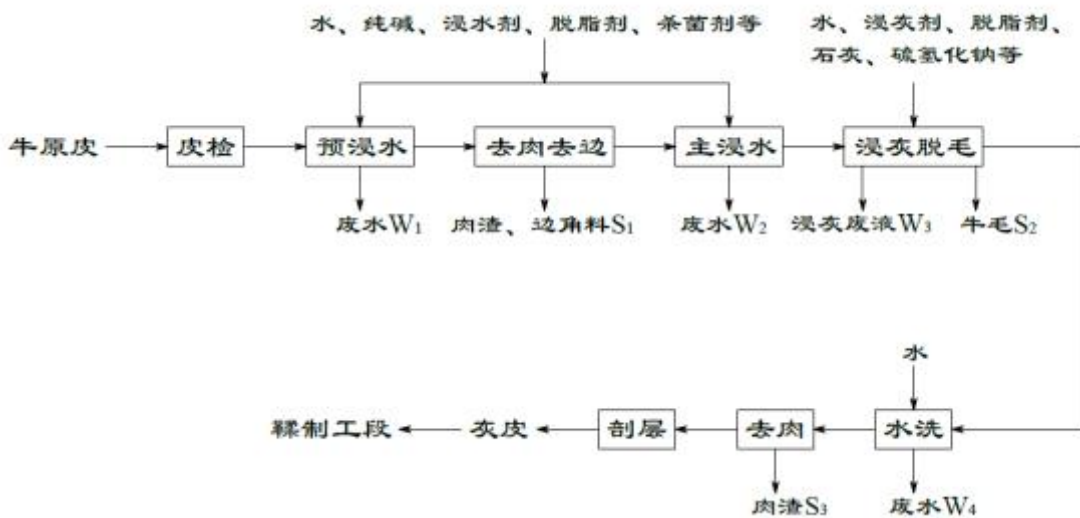 水、纯碱、浸水剂、脱脂剂、杀菌剂等
水、浸灰剂、脱脂剂、
石灰、硫氢化钠等
牛原皮
皮检
预浸水
去肉去边
主浸水
浸灰脱毛
废水W₁
肉渣、边角料S₁
废水W₂
浸灰废液W₃
牛毛S₂
水
鞣制工段
灰皮
剖层
去肉
水洗
肉渣S₃
废水W₄